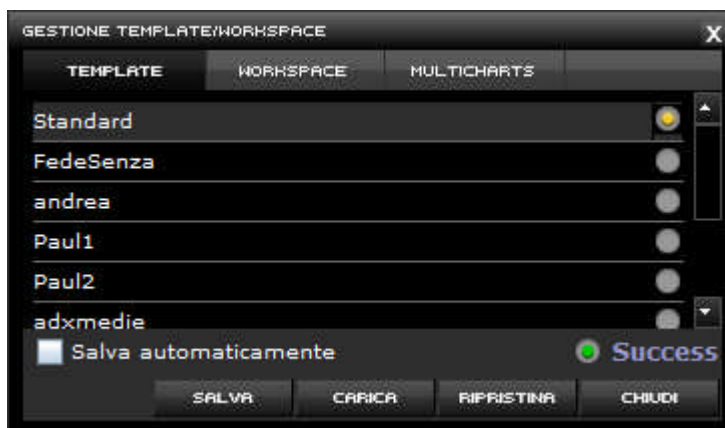 GESTIONE TEMPLATE/WORKSPACE X
TEMPLATE WORKSPACE MULTICHARTS
Standard
FedeSenza
andrea
Paul1
Paul2
adxmedie
Salva automaticamente Success
SALVA CARICA RIPRISTINA CHIUDI